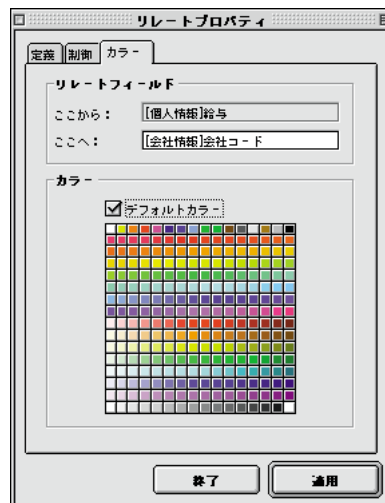 リレートプロパティ
定義 制御 カラー
リレートフィールド
ここから： [個人情報]給与
ここへ： [会社情報]会社コード
カラー
デフォルトカラー
終了 適用